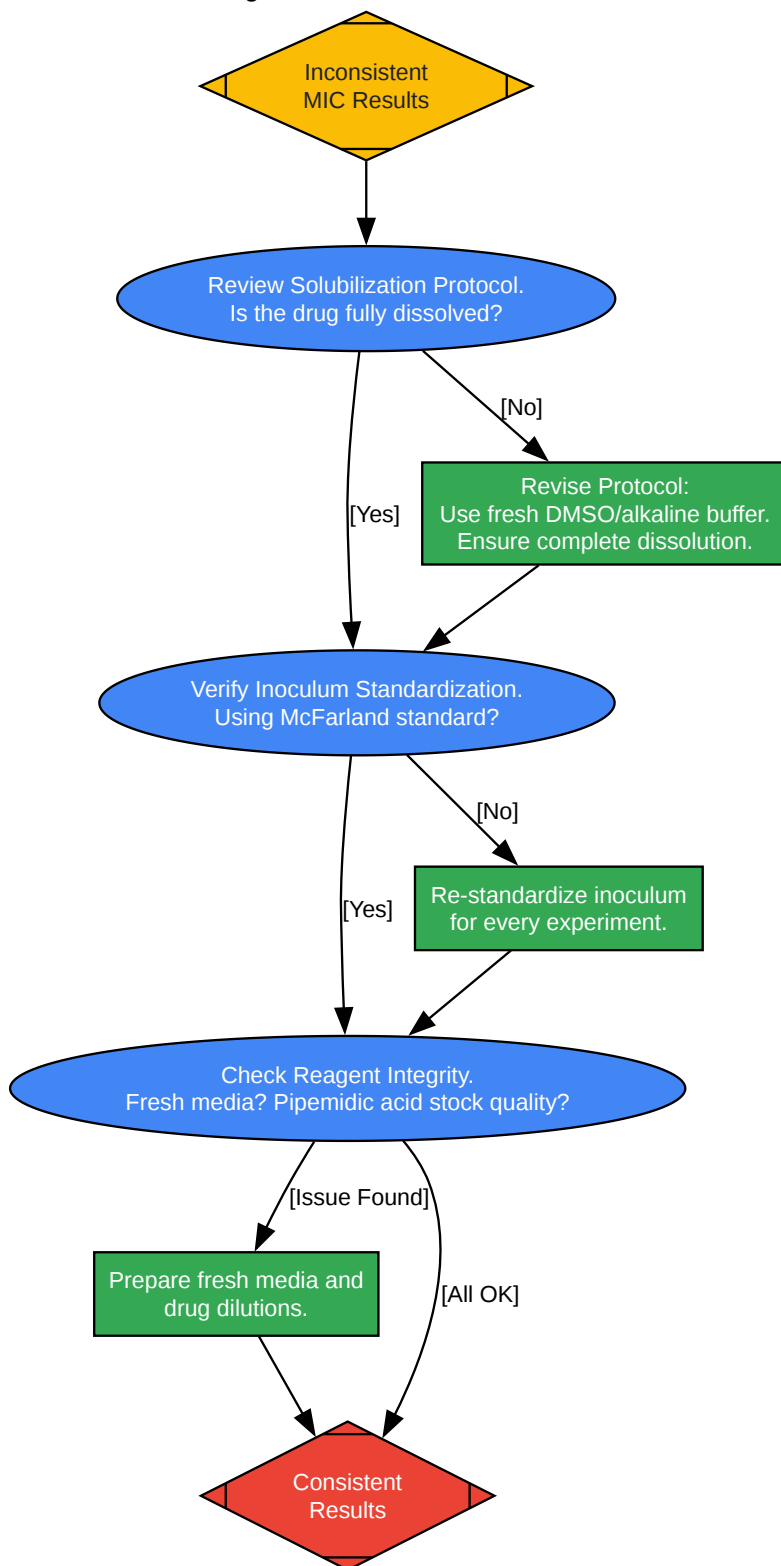 Inconsistent
MIC Results
Review Solubilization Protocol.
Is the drug fully dissolved?
[No]
[Yes]
Revise Protocol:
Use fresh DMSO/alkaline buffer.
Ensure complete dissolution.
Verify Inoculum Standardization.
Using McFarland standard?
[No]
[Yes]
Re-standardize inoculum
for every experiment.
Check Reagent Integrity.
Fresh media? Pipemidic acid stock quality?
[Issue Found]
[All OK]
Prepare fresh media and
drug dilutions.
Consistent
Results